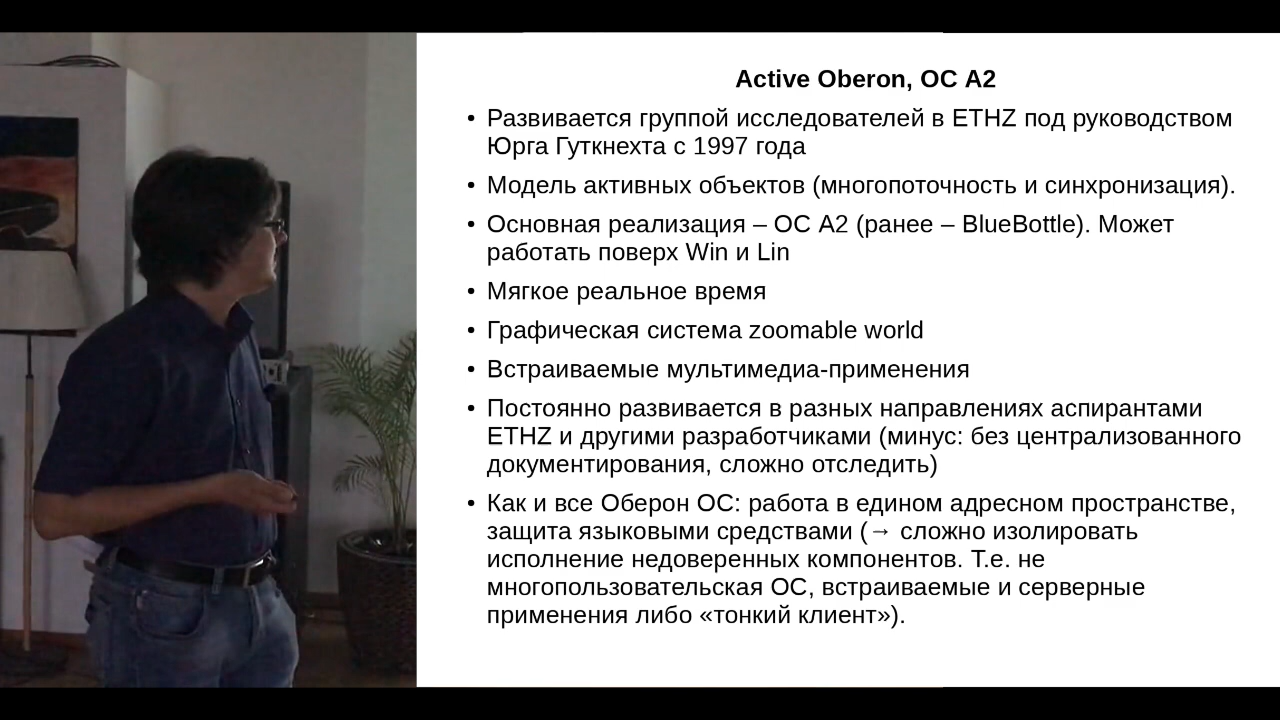 Active Oberon, ОС A2
• Развивается группой исследователей в ETHZ под руководством
Юрга Гуткнехта с 1997 года
• Модель активных объектов (многопоточность и синхронизация).
• Основная реализация – ОС A2 (ранее – BlueBottle). Может
работать поверх Win и Lin
• Мягкое реальное время
• Графическая система zoomable world
• Встраиваемые мультимедиа-применения
• Постоянно развивается в разных направлениях аспирантами
ETHZ и другими разработчиками (минус: без централизованного
документирования, сложно отследить)
• Как и все Оберон ОС: работа в едином адресном пространстве,
защита языковыми средствами (→ сложно изолировать
исполнение недоверенных компонентов. Т.е. не
многопользовательская ОС, встраиваемые и серверные
применения либо «тонкий клиент»).